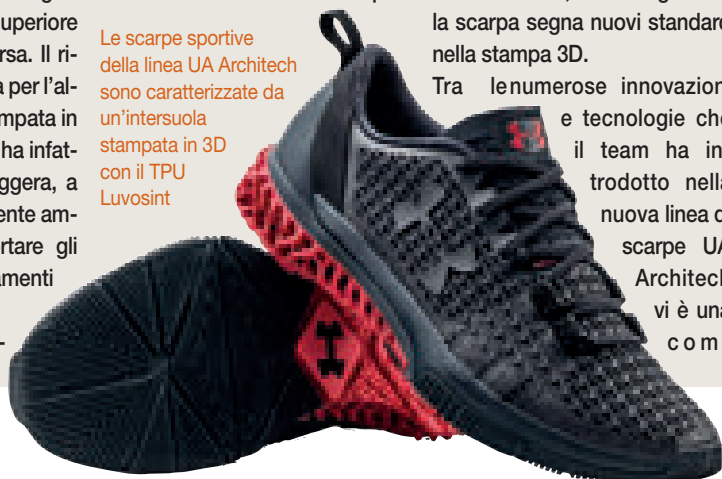 uperiore
rsa. Il ri-
a per l'al-
mpata in
ha infat-
ggera, a
ente am-
rtare gli
amenti
-
Le scarpe sportive
della linea UA Architech
sono caratterizzate da
un'intersuola
stampata in 3D
con il TPU
Luvosint
la scarpa segna nuovi standard
nella stampa 3D.
Tra lenumerose innovazion
e tecnologie che
il team ha in
trodotto nella
nuova linea d
scarpe UA
Architech
vi è una
com